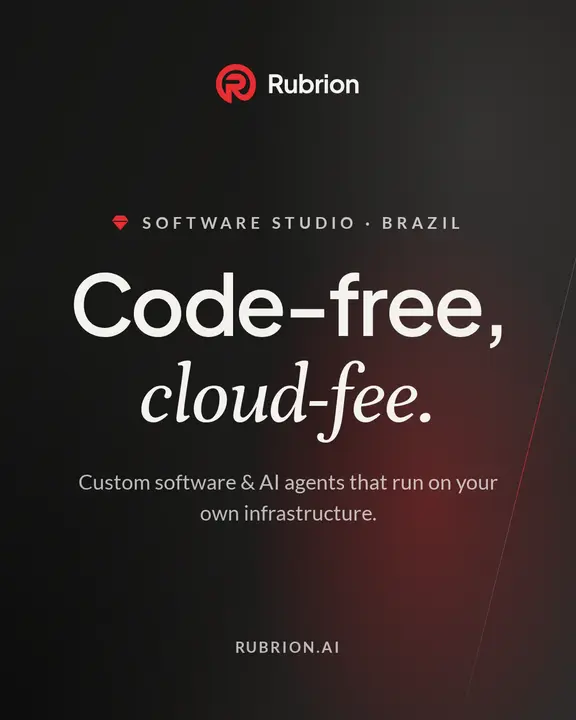 Rubrion
SOFTWARE STUDIO · BRAZIL
Code-free,
cloud-fee.
Custom software & AI agents that run on your
own infrastructure.
RUBRION.AI